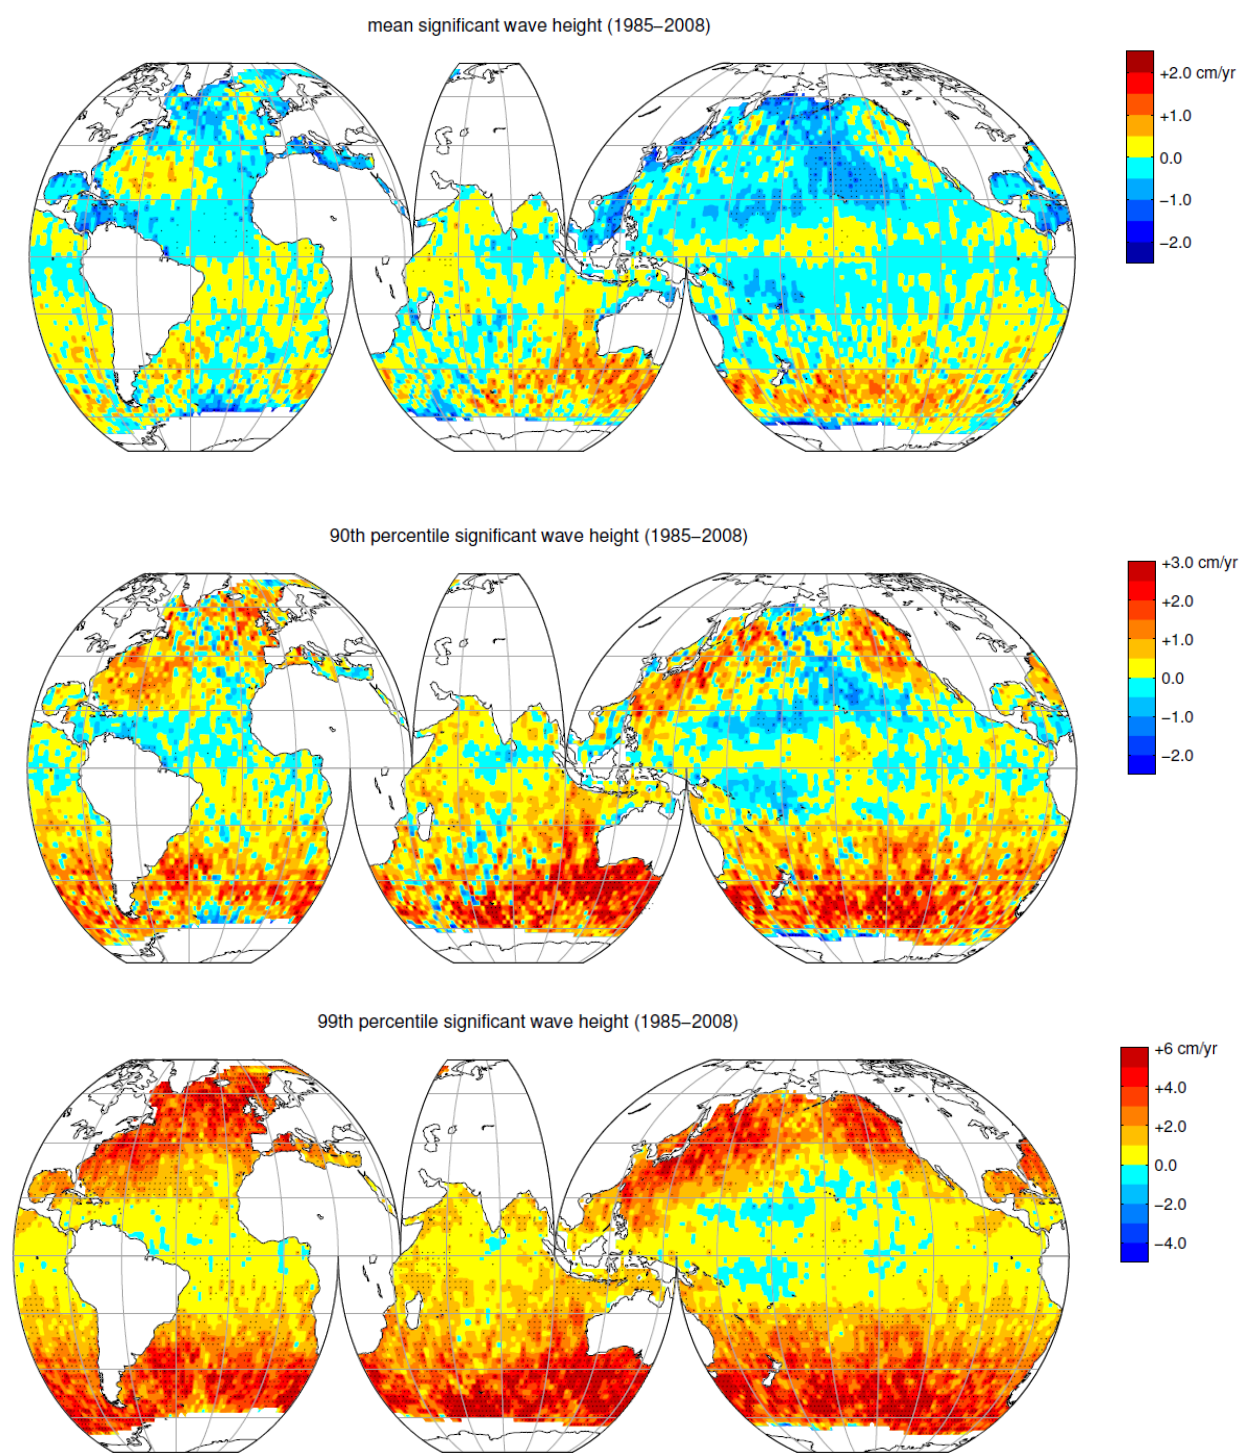 mean significant wave height (1985−2008)
+2.0 cm/yr
+1.0
0.0
−1.0
−2.0
90th percentile significant wave height (1985−2008)
+3.0 cm/yr
+2.0
+1.0
0.0
−1.0
−2.0
99th percentile significant wave height (1985−2008)
+6 cm/yr
+4.0
+2.0
0.0
−2.0
−4.0